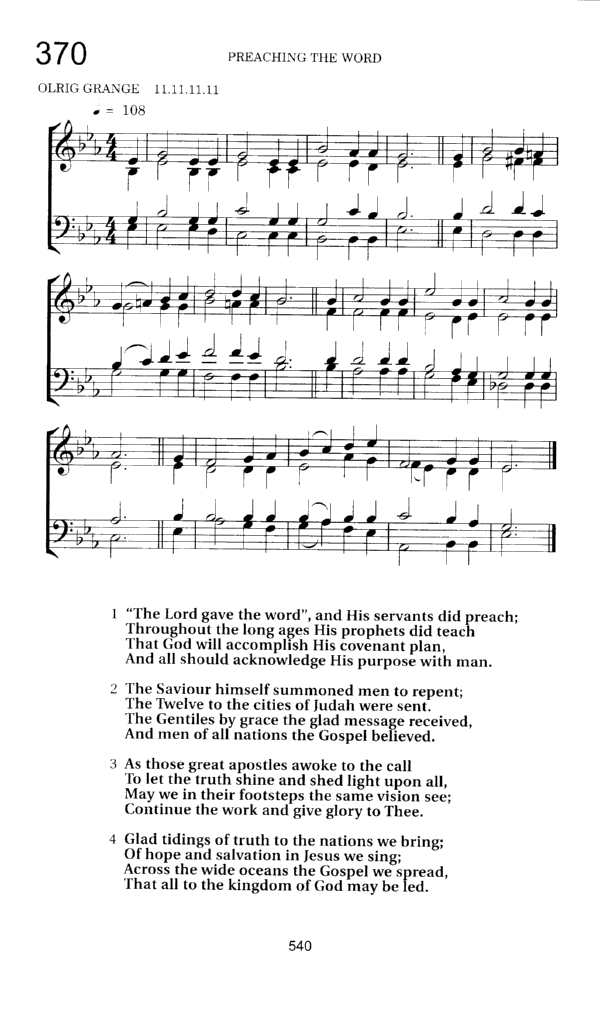 370
PREACHING THE WORD
OLRIG GRANGE 11.11.11.11
♩ = 108
1 “The Lord gave the word”, and His servants did preach;
Throughout the long ages His prophets did teach
That God will accomplish His covenant plan,
And all should acknowledge His purpose with man.
2 The Saviour himself summoned men to repent;
The Twelve to the cities of Judah were sent.
The Gentiles by grace the glad message received,
And men of all nations the Gospel believed.
3 As those great apostles awoke to the call
To let the truth shine and shed light upon all,
May we in their footsteps the same vision see;
Continue the work and give glory to Thee.
4 Glad tidings of truth to the nations we bring;
Of hope and salvation in Jesus we sing;
Across the wide oceans the Gospel we spread,
That all to the kingdom of God may be led.
540